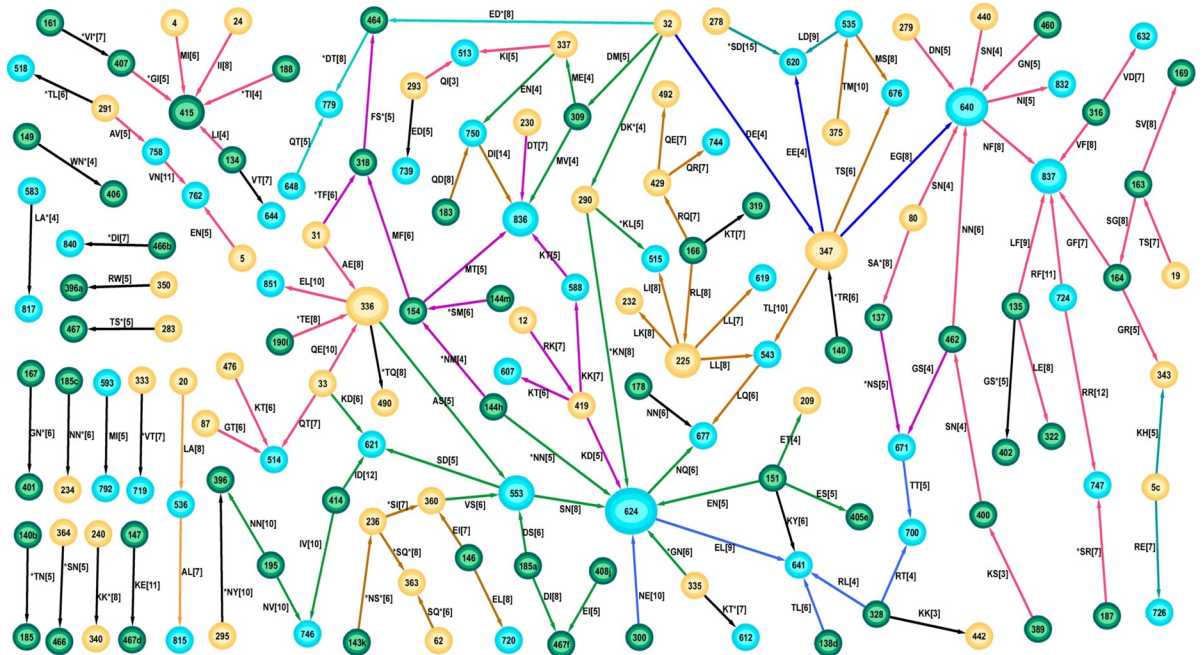 161
4
24
464
ED*[8]
32
278
535
279
440
460
632
*VI*[7]
MI[6]
II[8]
*SD[15]
LD[9]
DN[5]
SN[4]
GN[5]
518
407
*GI[5]
188
*DT[8]
513
KI[5]
337
DM[5]
620
MS[8]
VD[7]
169
*TL[6]
*TI[4]
293
QI[3]
ME[4]
492
TM[10]
676
640
NI[5]
832
291
415
779
EN[4]
DK*[4]
316
AV[5]
LI[4]
FS*[5]
ED[5]
230
309
QE[7]
744
DE[4]
375
SV[8]
149
WN*[4]
758
134
QT[5]
750
DI[14]
DT[7]
MV[4]
QR[7]
EE[4]
TS[6]
EG[8]
NF[8]
VF[8]
VN[11]
VT[7]
318
739
429
SN[4]
837
163
583
406
762
648
*TF[6]
QD[8]
183
290
RQ[7]
319
80
LA*[4]
644
836
*KL[5]
KT[7]
NN[6]
SG[8]
TS[7]
840
*DI[7]
466b
EN[5]
31
MF[6]
MT[5]
KT[5]
515
166
347
LF[9]
GF[7]
5
AE[8]
SA*[8]
RF[11]
164
19
396a
RW[5]
350
851
EL[10]
336
144m
588
LI[8]
RL[8]
619
TL[10]
*TR[6]
724
817
*SM[6]
232
LL[7]
135
467
TS*[5]
283
*TE[8]
154
12
LK[8]
137
GR[5]
190l
QE[10]
*TQ[8]
*NM[4]
RK[7]
*KN[8]
225
LL[8]
543
140
462
476
33
607
KT[6]
KK[7]
GS[4]
LE[8]
343
167
185c
593
333
20
490
AS[5]
178
LQ[6]
*NS[5]
GS*[5]
87
KT[6]
KD[6]
144h
419
209
RR[12]
GN*[6]
NN*[6]
MI[5]
*VT[7]
GT[6]
QT[7]
NN[6]
SN[4]
322
KH[5]
LA[8]
514
621
SD[5]
*NN[5]
KD[5]
677
ET[4]
671
402
401
234
792
719
396
ID[12]
NQ[6]
TT[5]
747
5c
536
414
*SI[7]
360
VS[6]
553
SN[8]
624
EN[5]
151
ES[5]
405e
400
NN[10]
236
KY[6]
RE[7]
140b
364
240
147
IV[10]
EI[7]
DS[6]
EL[9]
700
*SR[7]
*SQ*[8]
146
*GN[6]
*TN[5]
*SN[5]
KK*[8]
KE[11]
AL[7]
*NY[10]
195
185a
408j
641
RT[4]
KS[3]
363
335
RL[4]
NV[10]
*NS*[6]
SQ*[6]
EL[8]
DI[8]
EI[5]
NE[10]
TL[6]
328
KK[3]
187
726
KT*[7]
185
466
340
467d
815
295
746
143k
62
720
467f
300
612
138d
442
389